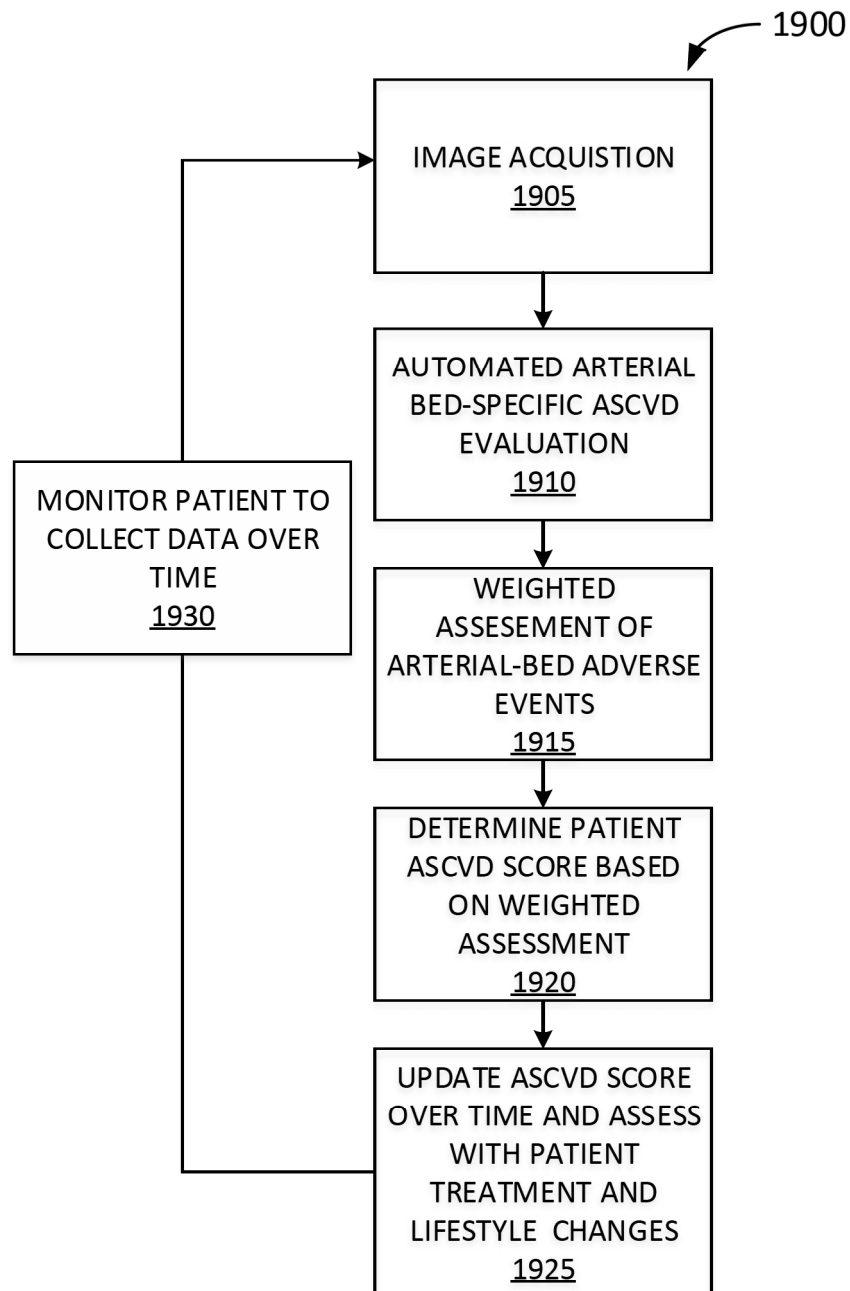 1900
IMAGE ACQUISTION
1905
AUTOMATED ARTERIAL
BED-SPECIFIC ASCVD
EVALUATION
1910
MONITOR PATIENT TO
COLLECT DATA OVER
TIME
1930
WEIGHTED
ASSESEMENT OF
ARTERIAL-BED ADVERSE
EVENTS
1915
DETERMINE PATIENT
ASCVD SCORE BASED
ON WEIGHTED
ASSESSMENT
1920
UPDATE ASCVD SCORE
OVER TIME AND ASSESS
WITH PATIENT
TREATMENT AND
LIFESTYLE CHANGES
1925